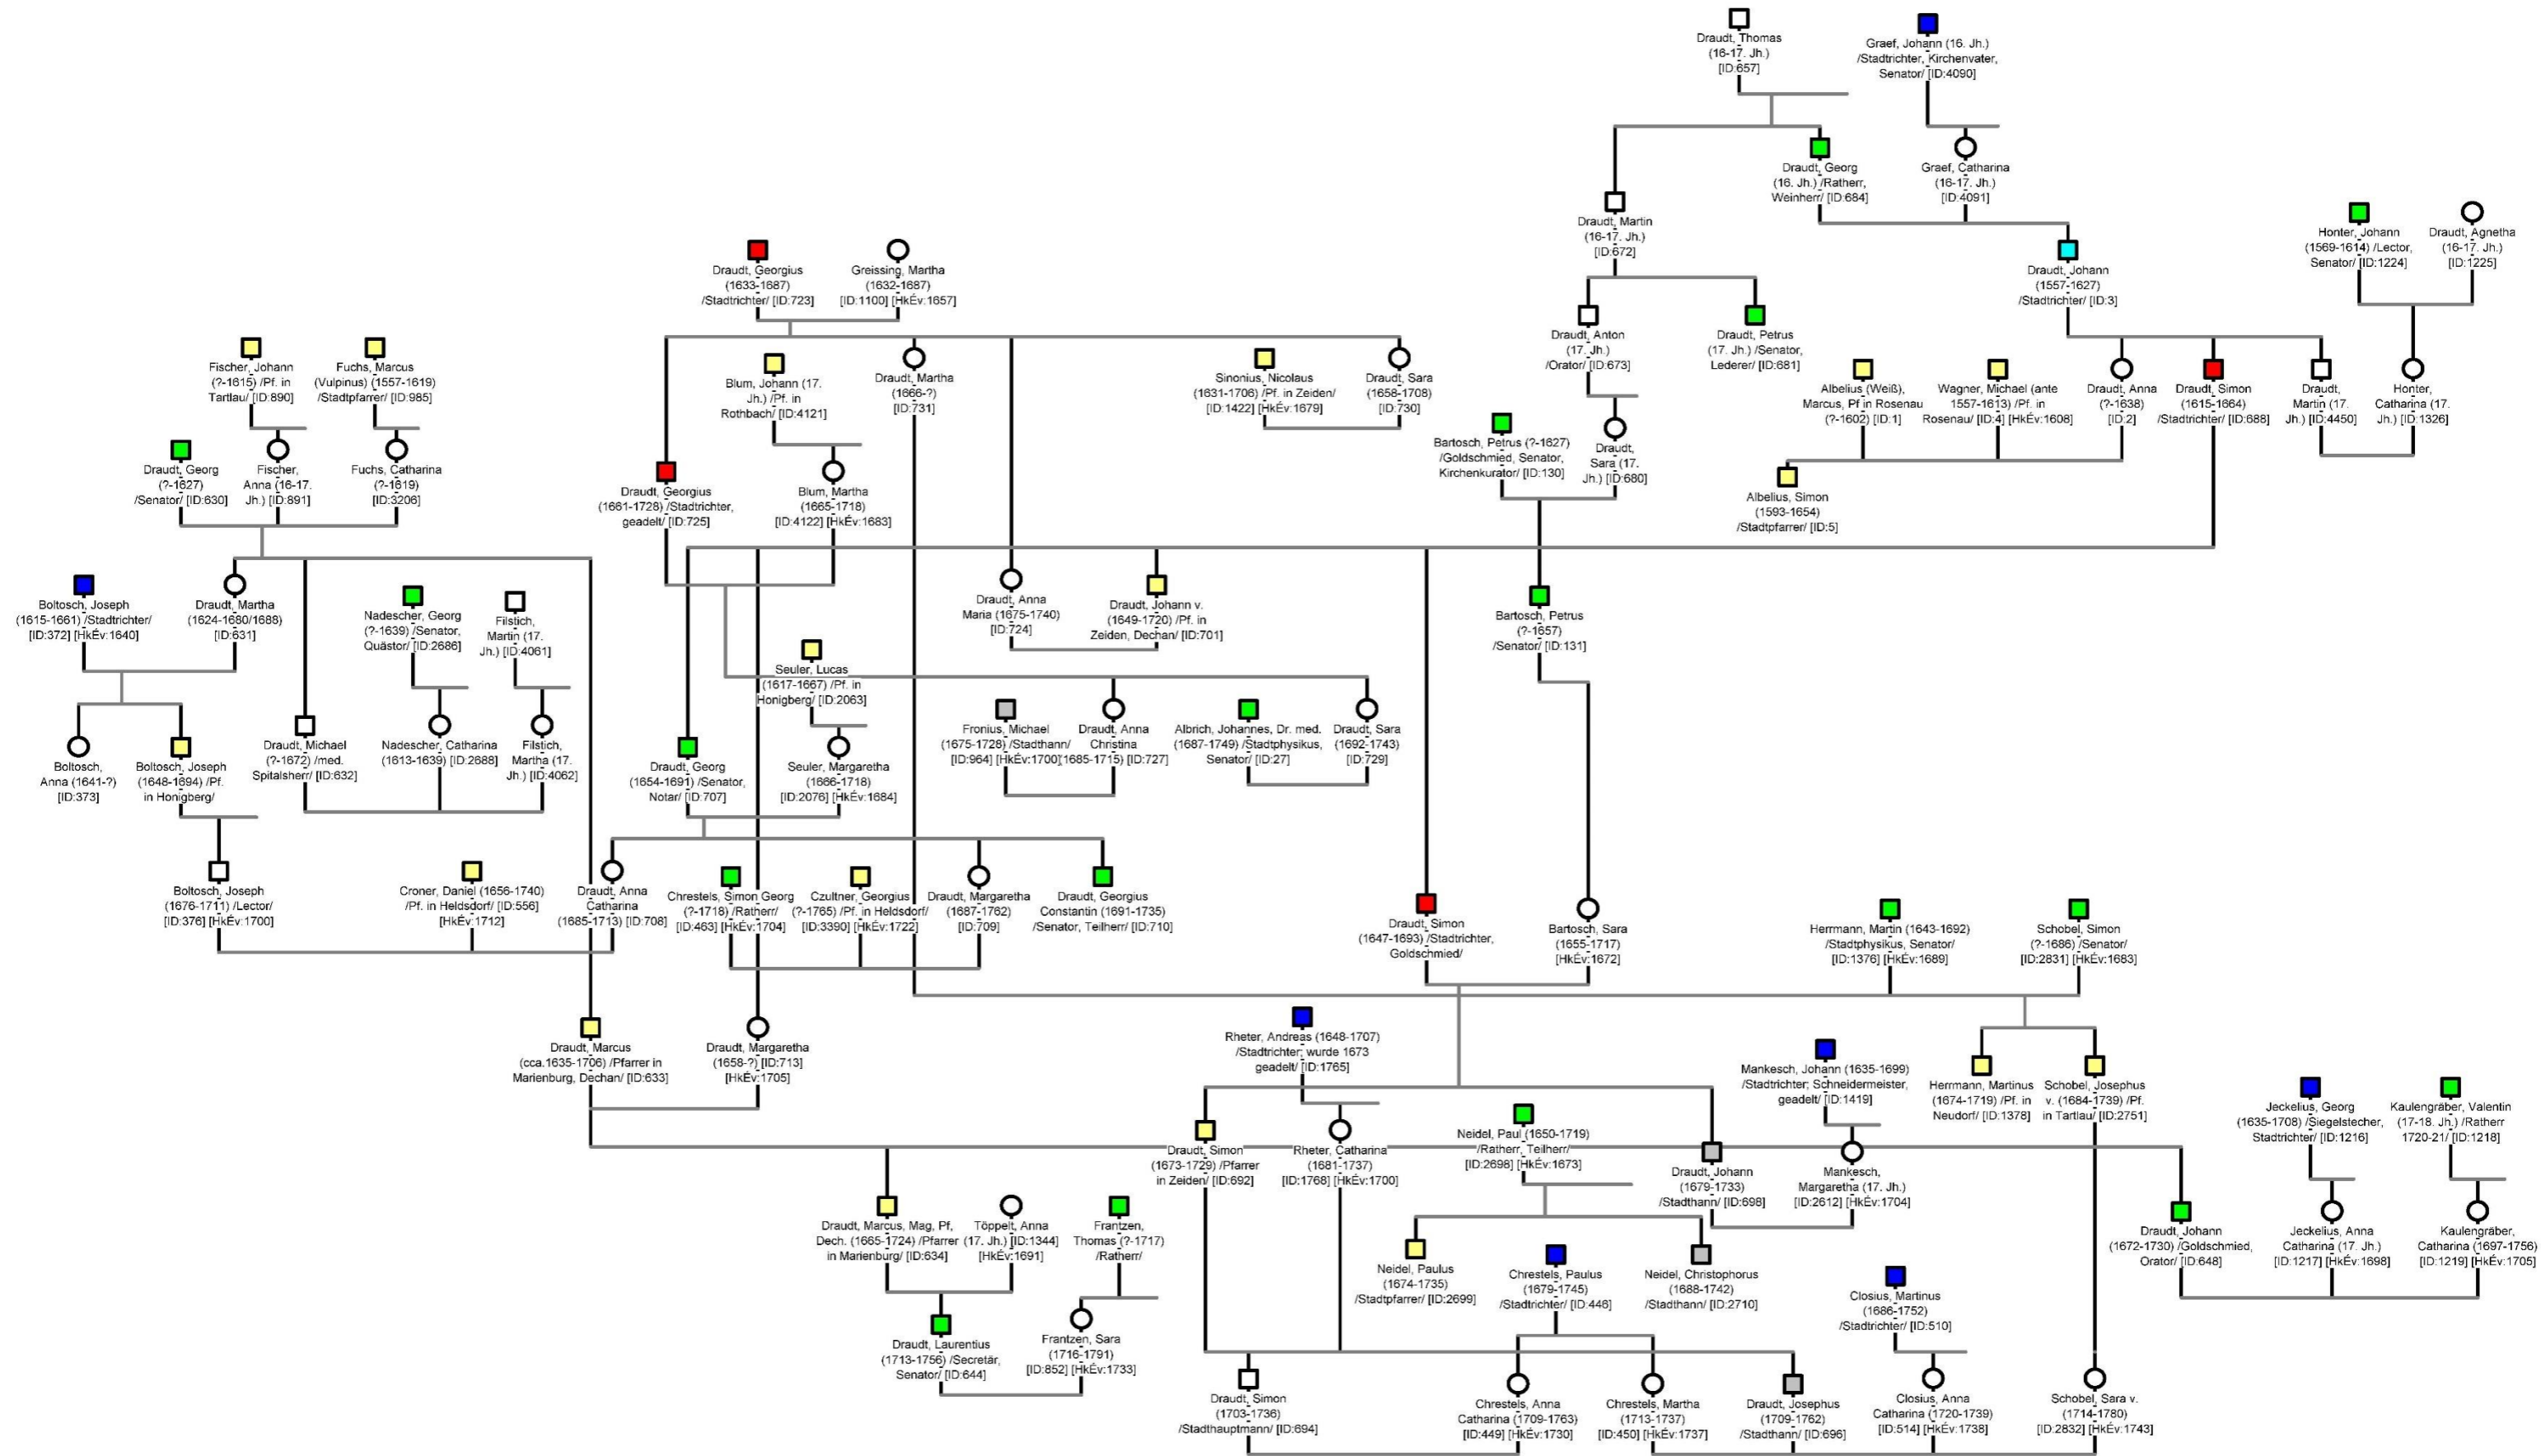 Draudt, Thomas
(16-17. Jh.)
[ID:657]
Graef, Johann (16. Jh.)
/Stadtrichter, Kirchenvater,
Senator/ [ID:4090]
Draudt, Georg
(16. Jh.) /Ratherr,
Weinherr/ [ID:684]
Graef, Catharina
(16-17. Jh.)
[ID:4091]
Draudt, Martin
(16-17. Jh.)
[ID:672]
Honter, Johann
(1569-1614) /Lector,
Senator/ [ID:1224]
Draudt, Agnetha
(16-17. Jh.)
[ID:1225]
Draudt, Georgius
(1633-1687)
/Stadtrichter/ [ID:723]
Greissing, Martha
(1632-1687)
[ID:1100] [HkÉv:1657]
Draudt, Johann
(1557-1627)
/Stadtrichter/ [ID:3]
Draudt, Anton
(17. Jh.)
/Orator/ [ID:673]
Draudt, Petrus
(17. Jh.) /Senator,
Lederer/ [ID:681]
Fischer, Johann
(?-1615) /Pf. in
Tartlau/ [ID:890]
Fuchs, Marcus
(Vulpinus) (1557-1619)
/Stadtpfarrer/ [ID:985]
Blum, Johann (17.
Jh.) /Pf. in
Rothbach/ [ID:4121]
Draudt, Martha
(1666-?)
[ID:731]
Sinonius, Nicolaus
(1631-1706) /Pf. in Zeiden/
[ID:1422] [HkÉv:1679]
Draudt, Sara
(1658-1708)
[ID:730]
Albelius (Weiß),
Marcus, Pf in Rosenau
(?-1602) [ID:1]
Wagner, Michael (ante
1557-1613) /Pf. in
Rosenau/ [ID:4] [HkÉv:1608]
Draudt, Anna
(?-1638)
[ID:2]
Draudt, Simon
(1615-1664)
/Stadtrichter/ [ID:688]
Draudt,
Martin (17.
Jh.) [ID:4450]
Honter,
Catharina (17.
Jh.) [ID:1326]
Bartosch, Petrus (?-1627)
/Goldschmied, Senator,
Kirchenkurator/ [ID:130]
Draudt,
Sara (17.
Jh.) [ID:680]
Draudt, Georg
(?-1627)
/Senator/ [ID:630]
Fischer,
Anna (16-17.
Jh.) [ID:891]
Fuchs, Catharina
(?-1619)
[ID:3206]
Draudt, Georgius
(1661-1728) /Stadtrichter,
geadelt/ [ID:725]
Blum, Martha
(1665-1718)
[ID:4122] [HkÉv:1683]
Albelius, Simon
(1593-1654)
/Stadtpfarrer/ [ID:5]
Boltosch, Joseph
(1615-1661) /Stadtrichter/
[ID:372] [HkÉv:1640]
Draudt, Martha
(1624-1680/1688)
[ID:631]
Nadescher, Georg
(?-1639) /Senator,
Quästor/ [ID:2686]
Filstich,
Martin (17.
Jh.) [ID:4061]
Draudt, Anna
Maria (1675-1740)
[ID:724]
Draudt, Johann v.
(1649-1720) /Pf. in
Zeiden, Dechan/ [ID:701]
Bartosch, Petrus
(?-1657)
/Senator/ [ID:131]
Seuler, Lucas
(1617-1667) /Pf. in
Honigberg/ [ID:2063]
Boltosch,
Anna (1641-?)
[ID:373]
Boltosch, Joseph
(1648-1694) /Pf.
in Honigberg/
Draudt, Michael
(?-1672) /med.
Spitalsherr/ [ID:632]
Nadescher, Catharina
(1613-1639) [ID:2688]
Filstich,
Martha (17.
Jh.) [ID:4062]
Draudt, Georg
(1654-1691) /Senator,
Notar/ [ID:707]
Seuler, Margaretha
(1666-1718)
[ID:2076] [HkÉv:1684]
Fronius, Michael
(1675-1728) /Stadthann/
[ID:964] [HkÉv:1700]
Draudt, Anna
Christina
(1685-1715) [ID:727]
Albrich, Johannes, Dr. med.
(1687-1749) /Stadtphysikus,
Senator/ [ID:27]
Draudt, Sara
(1692-1743)
[ID:729]
Boltosch, Joseph
(1676-1711) /Lector/
[ID:376] [HkÉv:1700]
Croner, Daniel (1656-1740)
/Pf. in Heldsdorf/ [ID:556]
[HkÉv:1712]
Draudt, Anna
Catharina
(1685-1713) [ID:708]
Chrestels, Simon Georg
(?-1718) /Ratherr/
[ID:463] [HkÉv:1704]
Czultner, Georgius
(?-1765) /Pf. in Heldsdorf/
[ID:3390] [HkÉv:1722]
Draudt, Margaretha
(1687-1762)
[ID:709]
Draudt, Georgius
Constantin (1691-1735)
/Senator, Teilherr/ [ID:710]
Draudt, Simon
(1647-1693) /Stadtrichter,
Goldschmied/
Bartosch, Sara
(1655-1717)
[HkÉv:1672]
Herrmann, Martin (1643-1692)
/Stadtphysikus, Senator/
[ID:1376] [HkÉv:1689]
Schobel, Simon
(?-1686) /Senator/
[ID:2831] [HkÉv:1683]
Draudt, Marcus
(cca.1635-1706) /Pfarrer in
Marienburg, Dechan/ [ID:633]
Draudt, Margaretha
(1658-?) [ID:713]
[HkÉv:1705]
Rheter, Andreas (1648-1707)
/Stadtrichter; wurde 1673
geadelt/ [ID:1765]
Mankesch, Johann (1635-1699)
/Stadtrichter; Schneidermeister,
geadelt/ [ID:1419]
Herrmann, Martinus
(1674-1719) /Pf. in
Neudorf/ [ID:1378]
Schobel, Josephus
v. (1684-1739) /Pf.
in Tartlau/ [ID:2751]
Jeckelius, Georg
(1635-1708) /Siegelstecher,
Stadtrichter/ [ID:1216]
Kaulengräber, Valentin
(17-18. Jh.) /Ratherr
1720-21/ [ID:1218]
Draudt, Simon
(1673-1729) /Pfarrer
in Zeiden/ [ID:692]
Rheter, Catharina
(1681-1737)
[ID:1768] [HkÉv:1700]
Neidel, Paul (1650-1719)
/Ratherr, Teilherr/
[ID:2698] [HkÉv:1673]
Draudt, Johann
(1679-1733)
/Stadthann/ [ID:698]
Mankesch,
Margaretha (17. Jh.)
[ID:2612] [HkÉv:1704]
Draudt, Marcus, Mag, Pf,
Dech. (1665-1724) /Pfarrer
in Marienburg/ [ID:634]
Töppelt, Anna
(17. Jh.) [ID:1344]
[HkÉv:1691]
Frantzen,
Thomas (?-1717)
/Ratherr/
Draudt, Johann
(1672-1730) /Goldschmied,
Orator/ [ID:648]
Jeckelius, Anna
Catharina (17. Jh.)
[ID:1217] [HkÉv:1698]
Kaulengräber,
Catharina (1697-1756)
[ID:1219] [HkÉv:1705]
Neidel, Paulus
(1674-1735)
/Stadtpfarrer/ [ID:2699]
Chrestels, Paulus
(1679-1745)
/Stadtrichter/ [ID:446]
Neidel, Christophorus
(1688-1742)
/Stadthann/ [ID:2710]
Closius, Martinus
(1686-1752)
/Stadtrichter/ [ID:510]
Draudt, Laurentius
(1713-1756) /Secretär,
Senator/ [ID:644]
Frantzen, Sara
(1716-1791)
[ID:852] [HkÉv:1733]
Draudt, Simon
(1703-1736)
/Stadthauptmann/ [ID:694]
Chrestels, Anna
Catharina (1709-1763)
[ID:449] [HkÉv:1730]
Chrestels, Martha
(1713-1737)
[ID:450] [HkÉv:1737]
Draudt, Josephus
(1709-1762)
/Stadthann/ [ID:696]
Closius, Anna
Catharina (1720-1739)
[ID:514] [HkÉv:1738]
Schobel, Sara v.
(1714-1780)
[ID:2832] [HkÉv:1743]